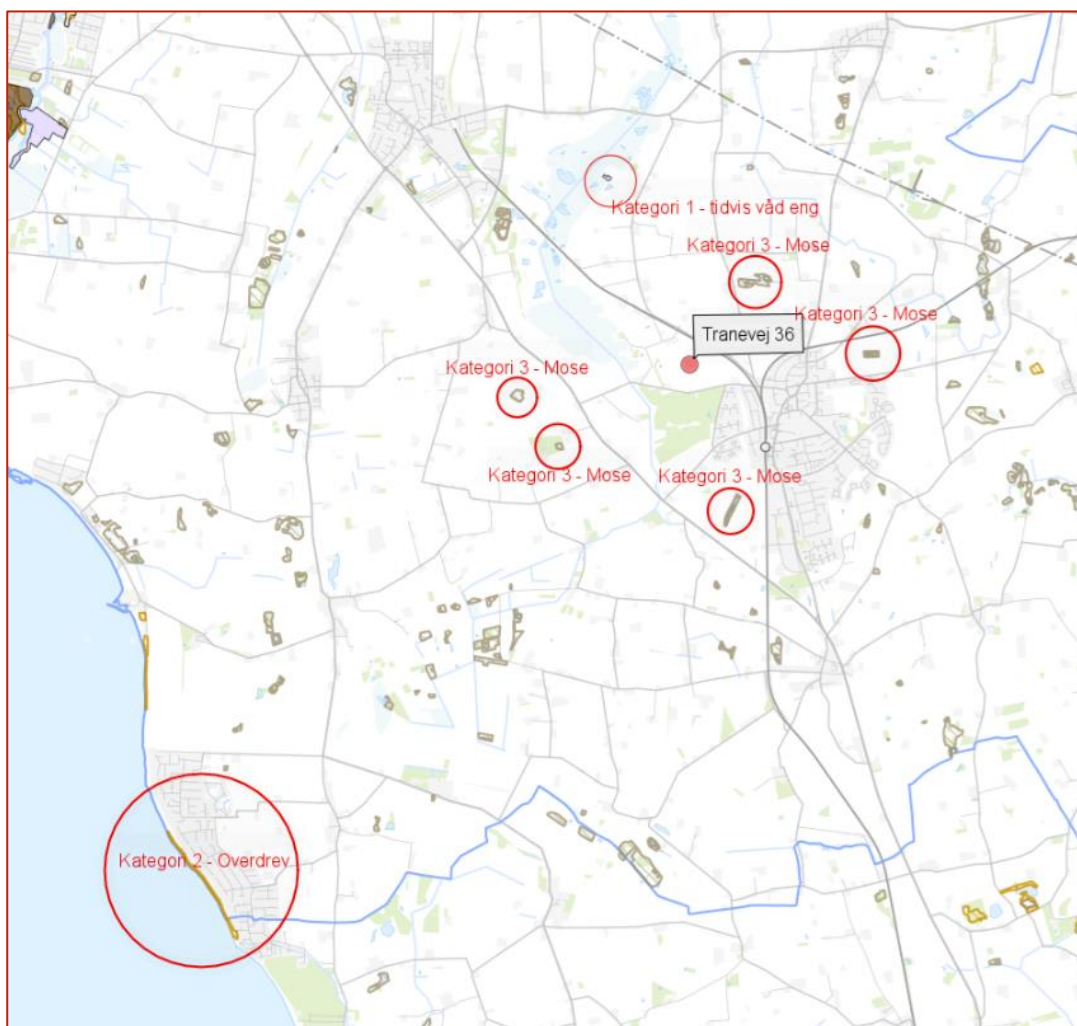 Kategori 1 - tidvis våd eng
Kategori 3 - Mose
Kategori 3 - Mose
Tranevej 36
Kategori 3 - Mose
Kategori 3 - Mose
Kategori 3 - Mose
Kategori 2 - Overdrev